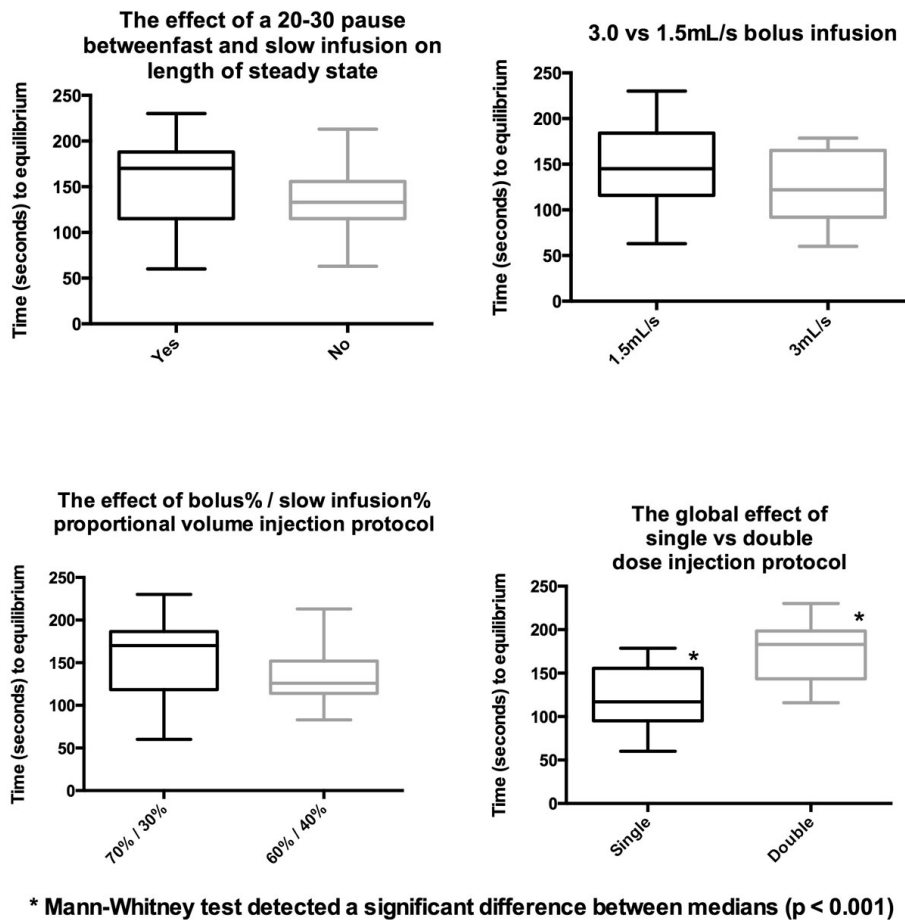 The effect of a 20-30 pause
betweenfast and slow infusion on
length of steady state
Time (seconds) to equilibrium
250
200
150
100
50
0
Yes
No
3.0 vs 1.5mL/s bolus infusion
Time (seconds) to equilibrium
250
200
150
100
50
0
1.5mL/s
3mL/s
The effect of bolus% / slow infusion%
proportional volume injection protocol
Time (seconds) to equilibrium
250
200
150
100
50
0
70% / 30%
60% / 40%
The global effect of
single vs double
dose injection protocol
Time (seconds) to equilibrium
250
200
150
100
50
0
*
*
Single
Double
* Mann-Whitney test detected a significant difference between medians (p < 0.001)